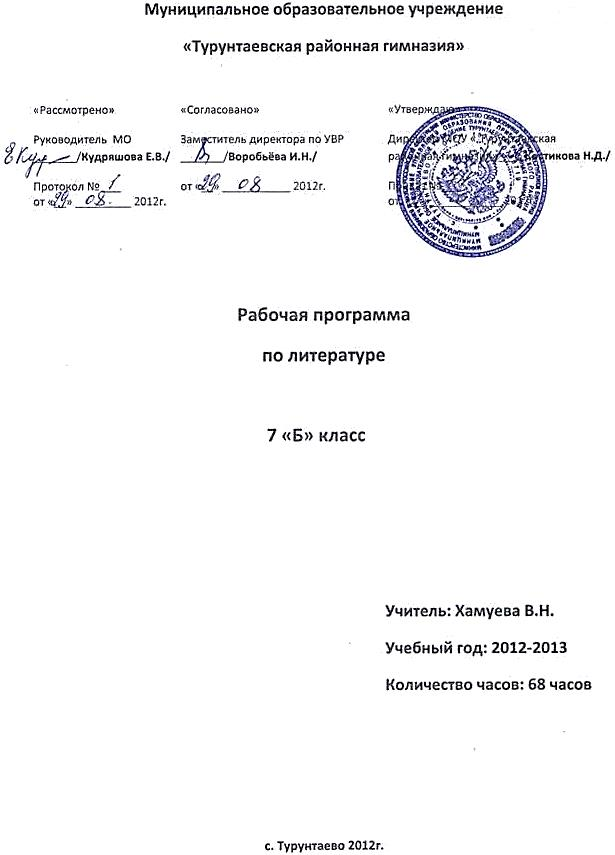 Муниципальное образовательное учреждение
«Турунтаевская районная гимназия»
«Рассмотрено»
Руководитель МО
/Кудряшова Е.В./
Протокол № 1
от «29» 08. 2012г.
«Согласовано»
Заместитель директора по УВР
/Воробьёва И.Н./
от «29» 08 2012г.
«Утверждаю
Рабочая программа
по литературе
7 «Б» класс
Учитель: Хамуева В.Н.
Учебный год: 2012-2013
Количество часов: 68 часов
с. Турунтаево 2012г.